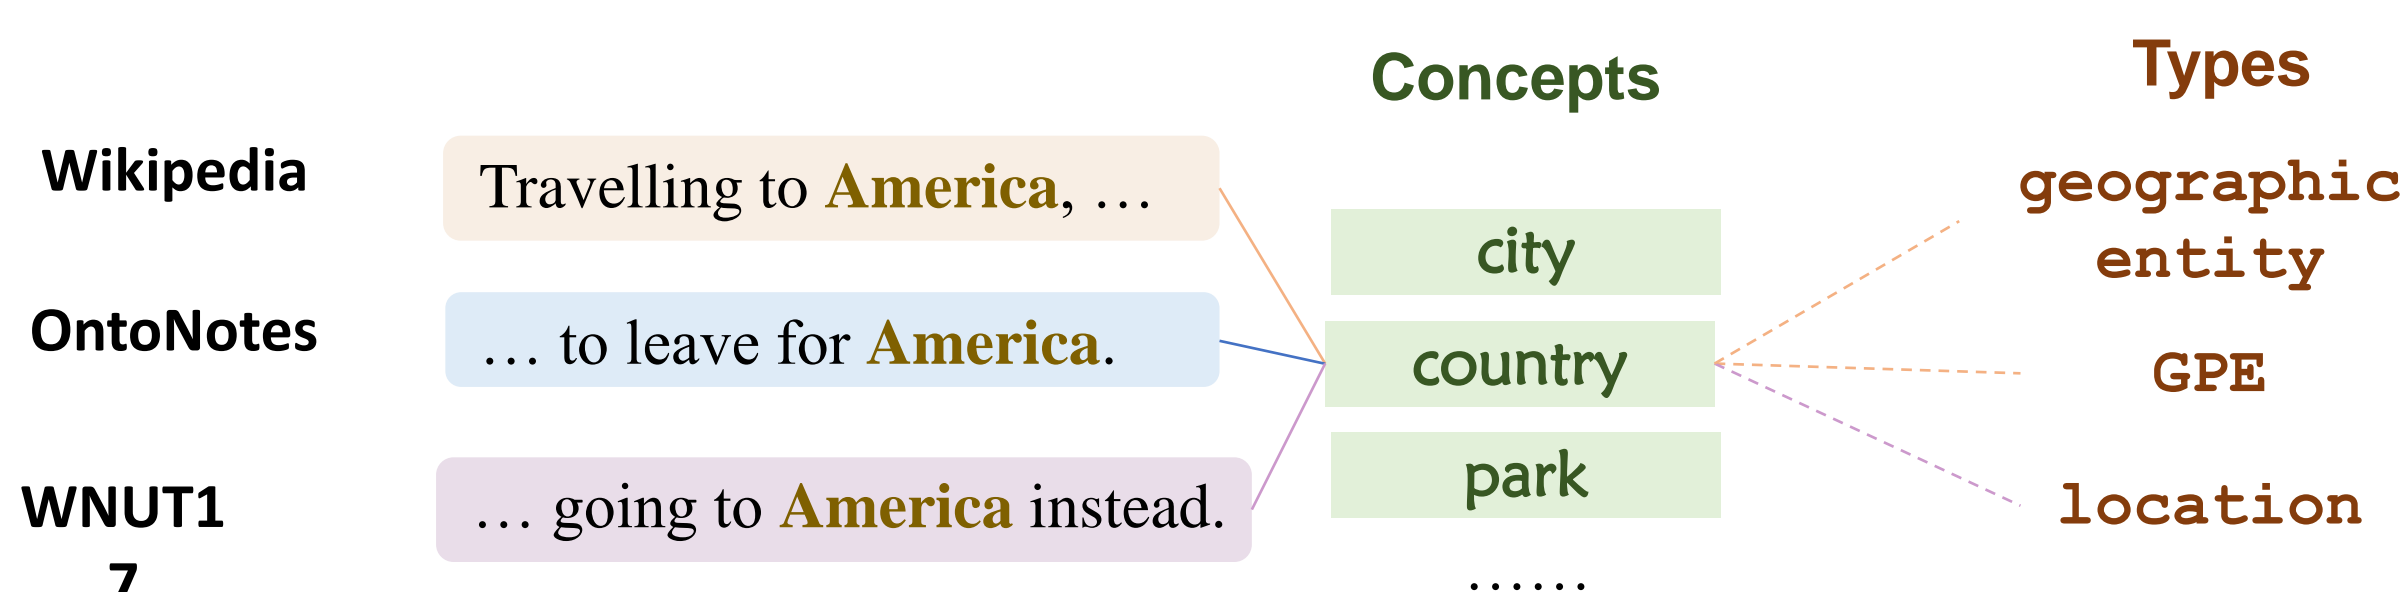 Concepts
Types
Wikipedia
Travelling to America, …
geographic
entity
city
OntoNotes
… to leave for America.
country
GPE
WNUT1
7
… going to America instead.
park
location
……